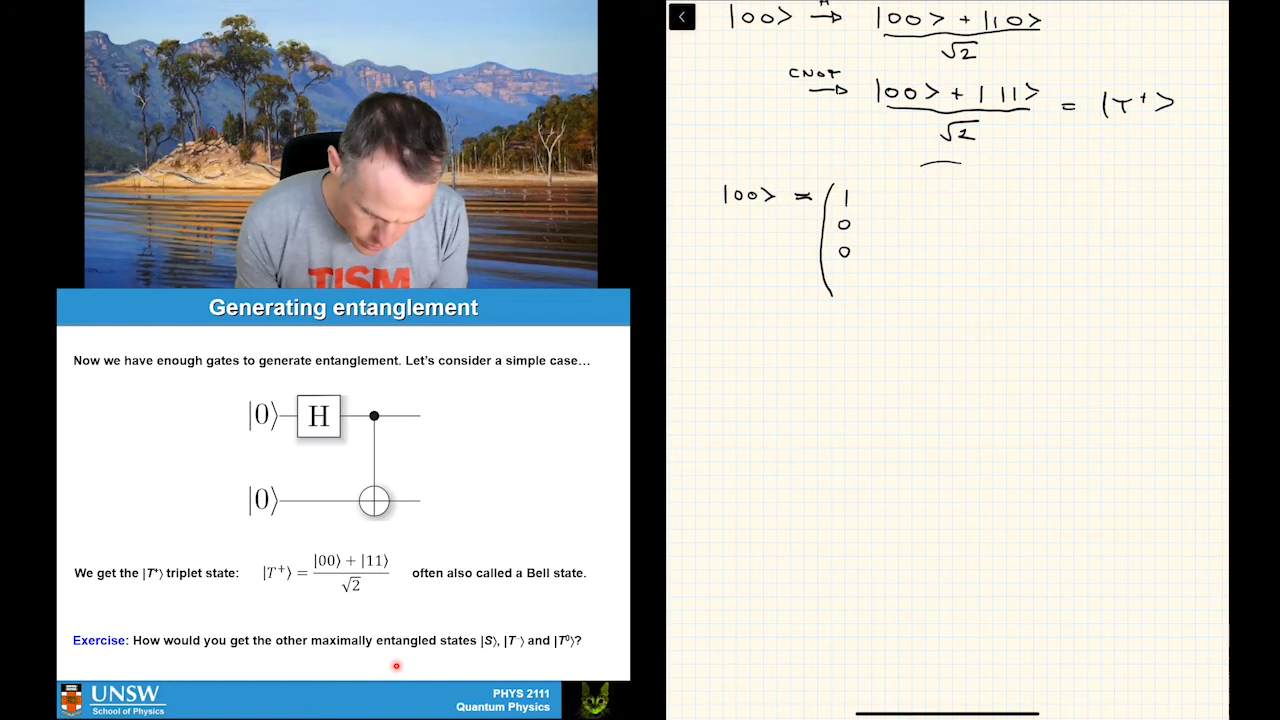 TISM
Generating entanglement
Now we have enough gates to generate entanglement. Let's consider a simple case…
|0⟩ H
|0⟩
We get the |T⁺⟩ triplet state: |T⁺⟩ = |00⟩ + |11⟩ / √2 often also called a Bell state.
Exercise: How would you get the other maximally entangled states |S⟩, |T⁻⟩ and |T⁰⟩?
UNSW
School of Physics
PHYS 2111
Quantum Physics
|00> → |00> + |10>
√2
CNOT
→ |00> + |11> = |T⁺>
√2
|00> = ( 1
0
0